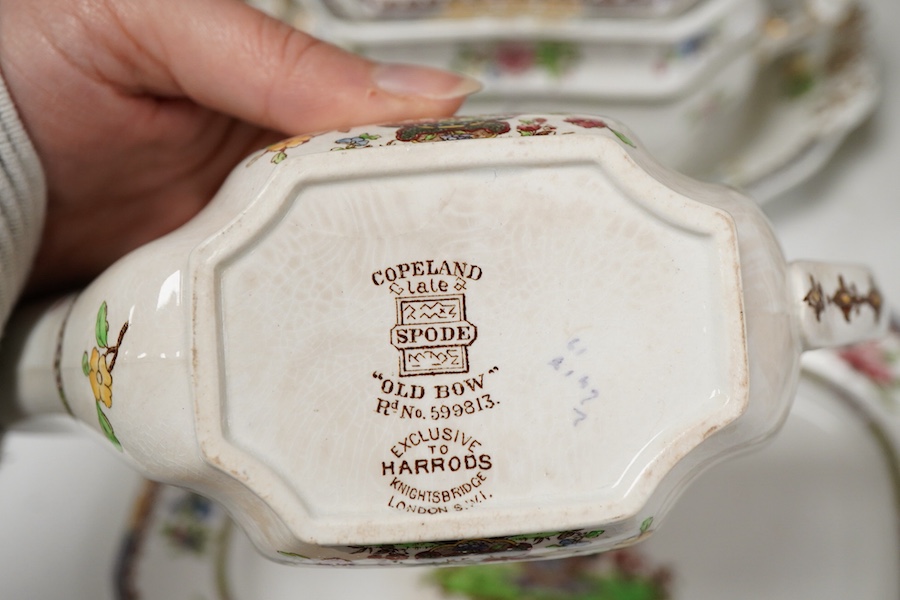 COPELAND
late
SPODE
"OLD BOW"
Rd No. 599813.
EXCLUSIVE
TO
HARRODS
KNIGHTSBRIDGE
LONDON S.W.1.